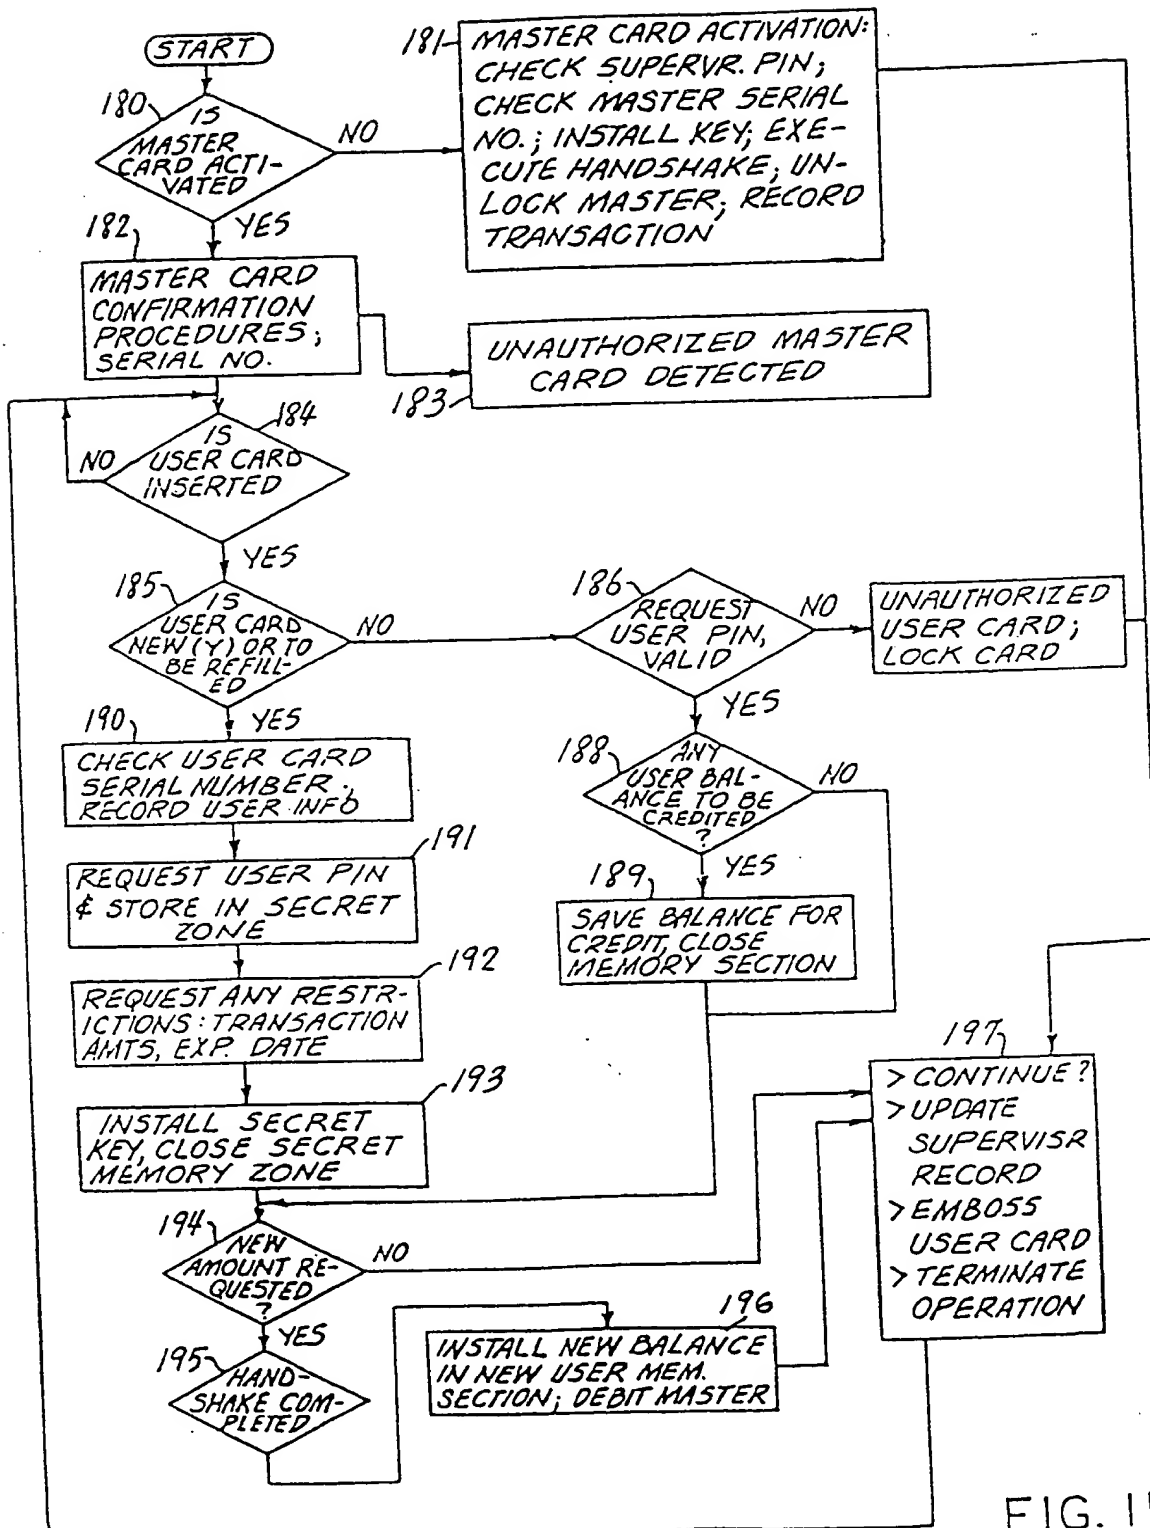 START
180
IS
MASTER
CARD ACTI-
VATED
NO
YES
181
MASTER CARD ACTIVATION:
CHECK SUPERVR. PIN;
CHECK MASTER SERIAL
NO.; INSTALL KEY; EXE-
CUTE HANDSHAKE; UN-
LOCK MASTER; RECORD
TRANSACTION
182
MASTER CARD
CONFIRMATION
PROCEDURES;
SERIAL NO.
UNAUTHORIZED MASTER
CARD DETECTED
183
184
IS
USER CARD
INSERTED
NO
YES
185
IS
USER CARD
NEW (Y) OR TO
BE REFILL-
ED
NO
YES
186
REQUEST
USER PIN,
VALID
NO
YES
UNAUTHORIZED
USER CARD;
LOCK CARD
188
ANY
USER BAL-
ANCE TO BE
CREDITED
?
NO
YES
189
SAVE BALANCE FOR
CREDIT, CLOSE
MEMORY SECTION
190
CHECK USER CARD
SERIAL NUMBER;
RECORD USER INFO
191
REQUEST USER PIN
& STORE IN SECRET
ZONE
192
REQUEST ANY RESTR-
ICTIONS: TRANSACTION
AMTS, EXP. DATE
193
INSTALL SECRET
KEY, CLOSE SECRET
MEMORY ZONE
194
NEW
AMOUNT RE-
QUESTED
?
NO
YES
195
HAND-
SHAKE COM-
PLETED
196
INSTALL NEW BALANCE
IN NEW USER MEM.
SECTION; DEBIT MASTER
197
> CONTINUE?
> UPDATE
SUPERVISR
RECORD
> EMBOSS
USER CARD
> TERMINATE
OPERATION
FIG.